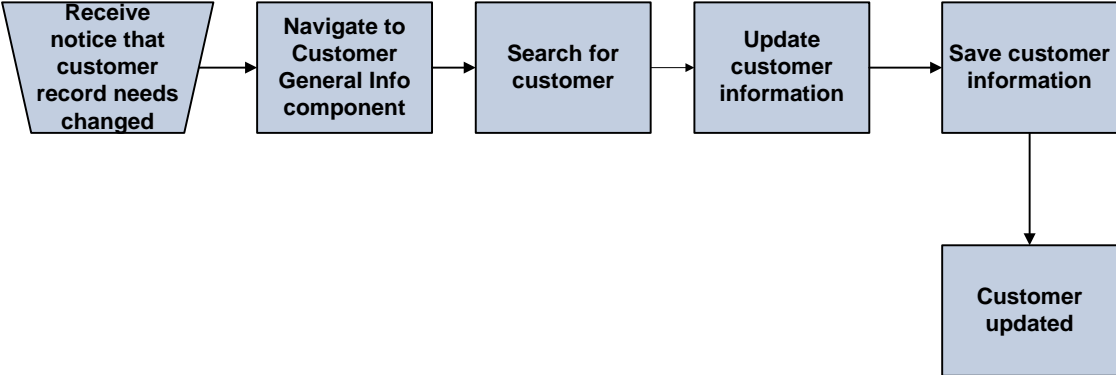 Receive
notice that
customer
record needs
changed
Navigate to
Customer
General Info
component
Search for
customer
Update
customer
information
Save customer
information
Customer
updated